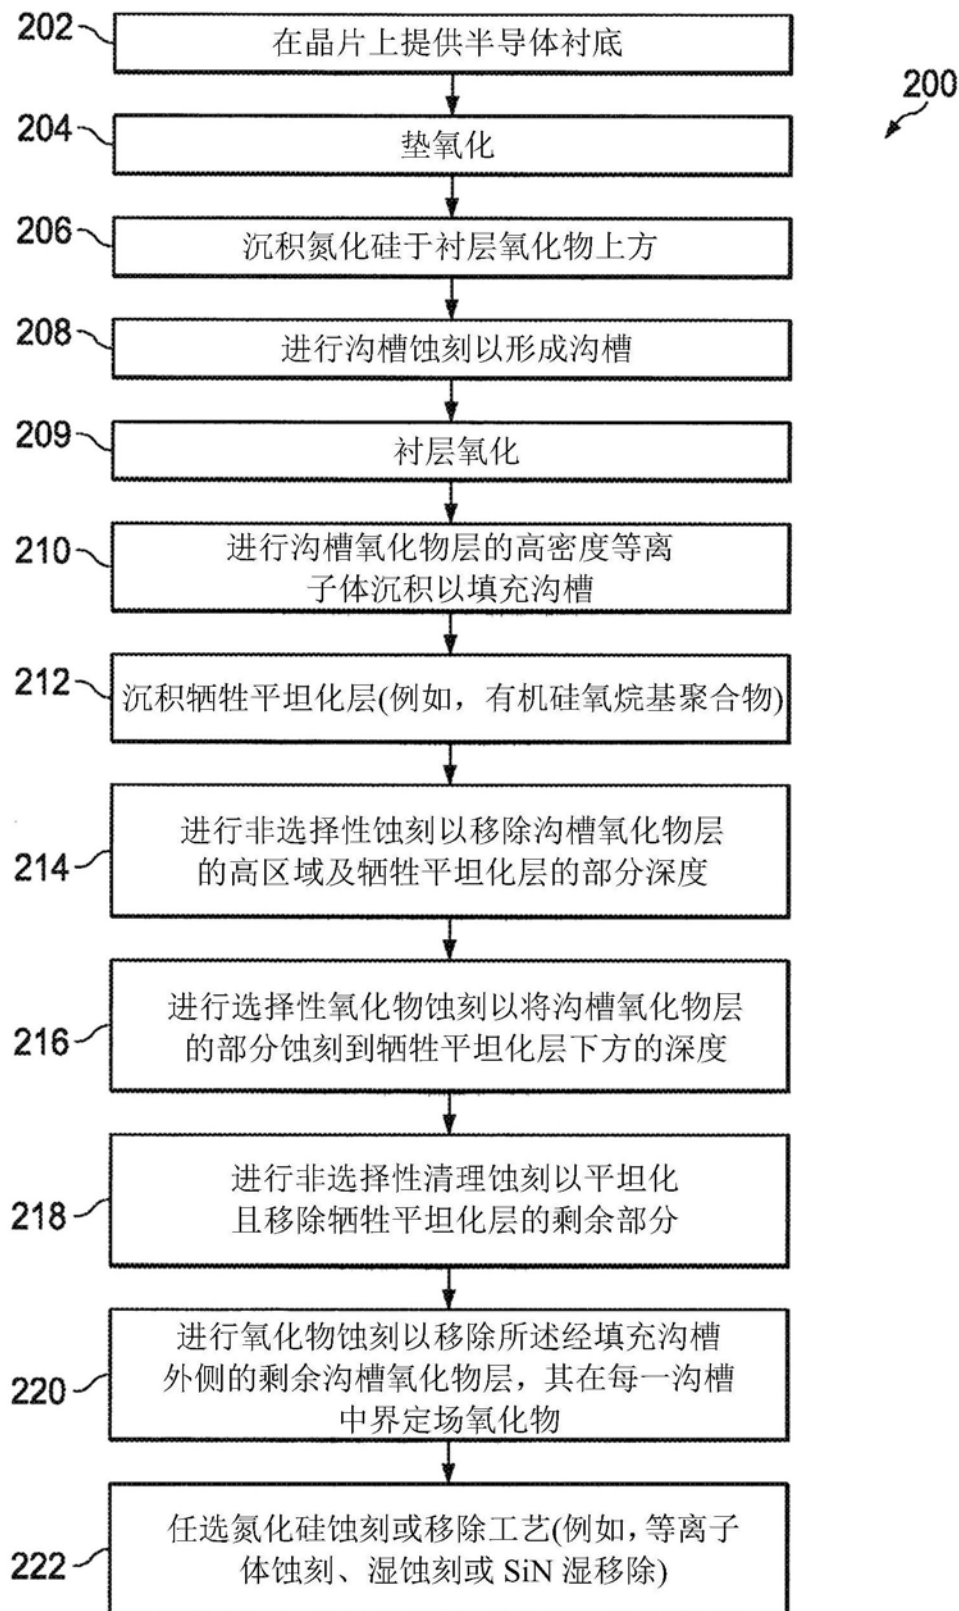 202
在晶片上提供半导体衬底
200
204
垫氧化
206
沉积氮化硅于衬层氧化物上方
208
进行沟槽蚀刻以形成沟槽
209
衬层氧化
210
进行沟槽氧化物层的高密度等离
子体沉积以填充沟槽
212
沉积牺牲平坦化层(例如，有机硅氧烷基聚合物)
214
进行非选择性蚀刻以移除沟槽氧化物层
的高区域及牺牲平坦化层的部分深度
216
进行选择性氧化物蚀刻以将沟槽氧化物层
的部分蚀刻到牺牲平坦化层下方的深度
218
进行非选择性清理蚀刻以平坦化
且移除牺牲平坦化层的剩余部分
220
进行氧化物蚀刻以移除所述经填充沟槽
外侧的剩余沟槽氧化物层，其在每一沟槽
中界定场氧化物
222
任选氮化硅蚀刻或移除工艺(例如，等离子
体蚀刻、湿蚀刻或 SiN 湿移除)